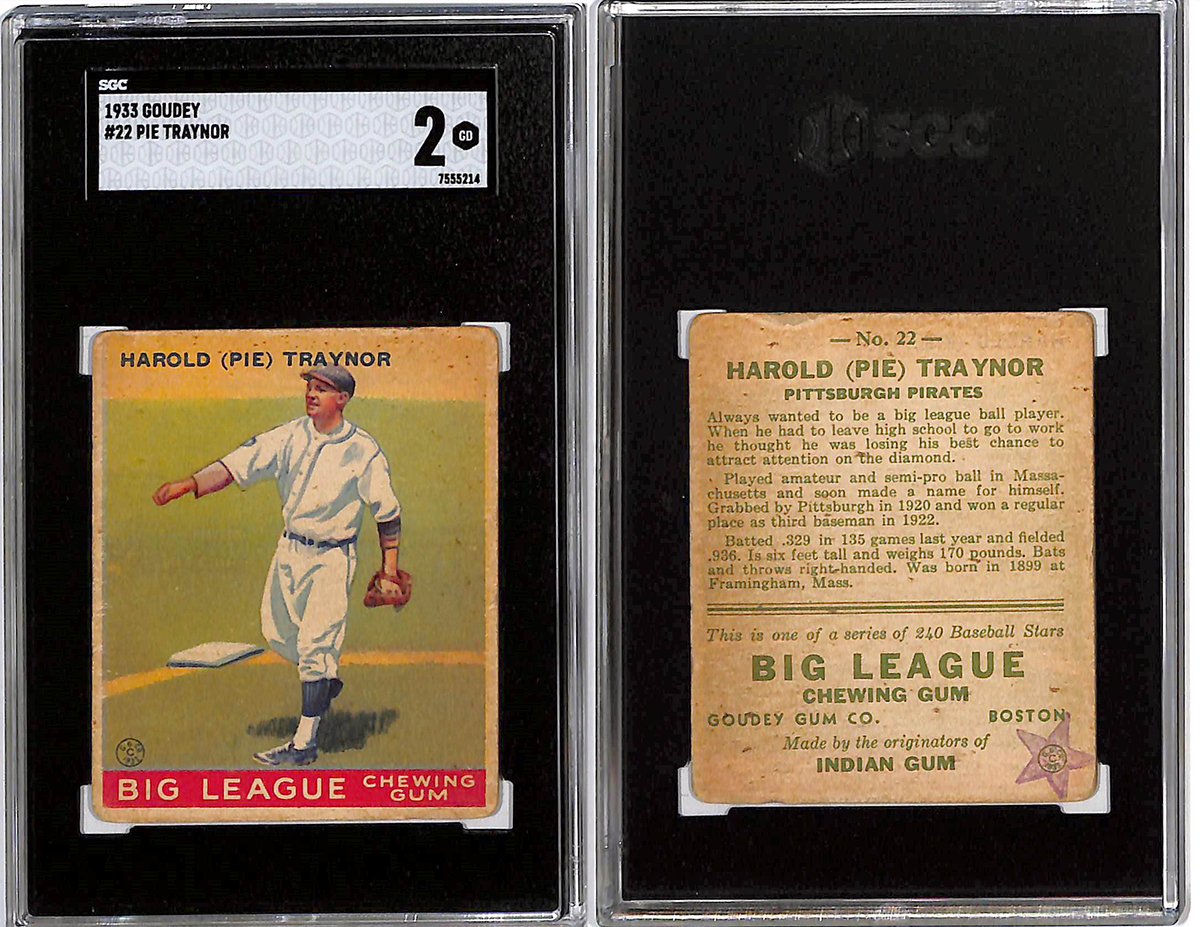 SGC
1933 GOUDEY
#22 PIE TRAYNOR
2 GD
7555214
HAROLD (PIE) TRAYNOR
BIG LEAGUE CHEWING GUM
SGC
— No. 22 —
HAROLD (PIE) TRAYNOR
PITTSBURGH PIRATES
Always wanted to be a big league ball player.
When he had to leave high school to go to work
he thought he was losing his best chance to
attract attention on the diamond.
Played amateur and semi-pro ball in Massa-
chusetts and soon made a name for himself.
Grabbed by Pittsburgh in 1920 and won a regular
place as third baseman in 1922.
Batted .329 in 135 games last year and fielded
.936. Is six feet tall and weighs 170 pounds. Bats
and throws right-handed. Was born in 1899 at
Framingham, Mass.
This is one of a series of 240 Baseball Stars
BIG LEAGUE
CHEWING GUM
GOUDEY GUM CO. BOSTON
Made by the originators of
INDIAN GUM